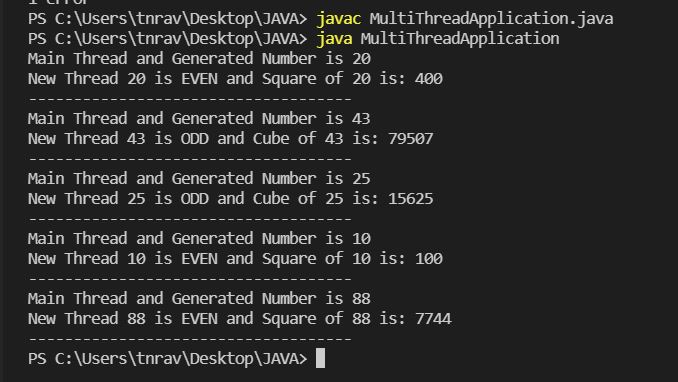 1 error
PS C:\Users\tnrav\Desktop\JAVA> javac MultiThreadApplication.java
PS C:\Users\tnrav\Desktop\JAVA> java MultiThreadApplication
Main Thread and Generated Number is 20
New Thread 20 is EVEN and Square of 20 is: 400
------------------------------------
Main Thread and Generated Number is 43
New Thread 43 is ODD and Cube of 43 is: 79507
------------------------------------
Main Thread and Generated Number is 25
New Thread 25 is ODD and Cube of 25 is: 15625
------------------------------------
Main Thread and Generated Number is 10
New Thread 10 is EVEN and Square of 10 is: 100
------------------------------------
Main Thread and Generated Number is 88
New Thread 88 is EVEN and Square of 88 is: 7744
------------------------------------
PS C:\Users\tnrav\Desktop\JAVA>